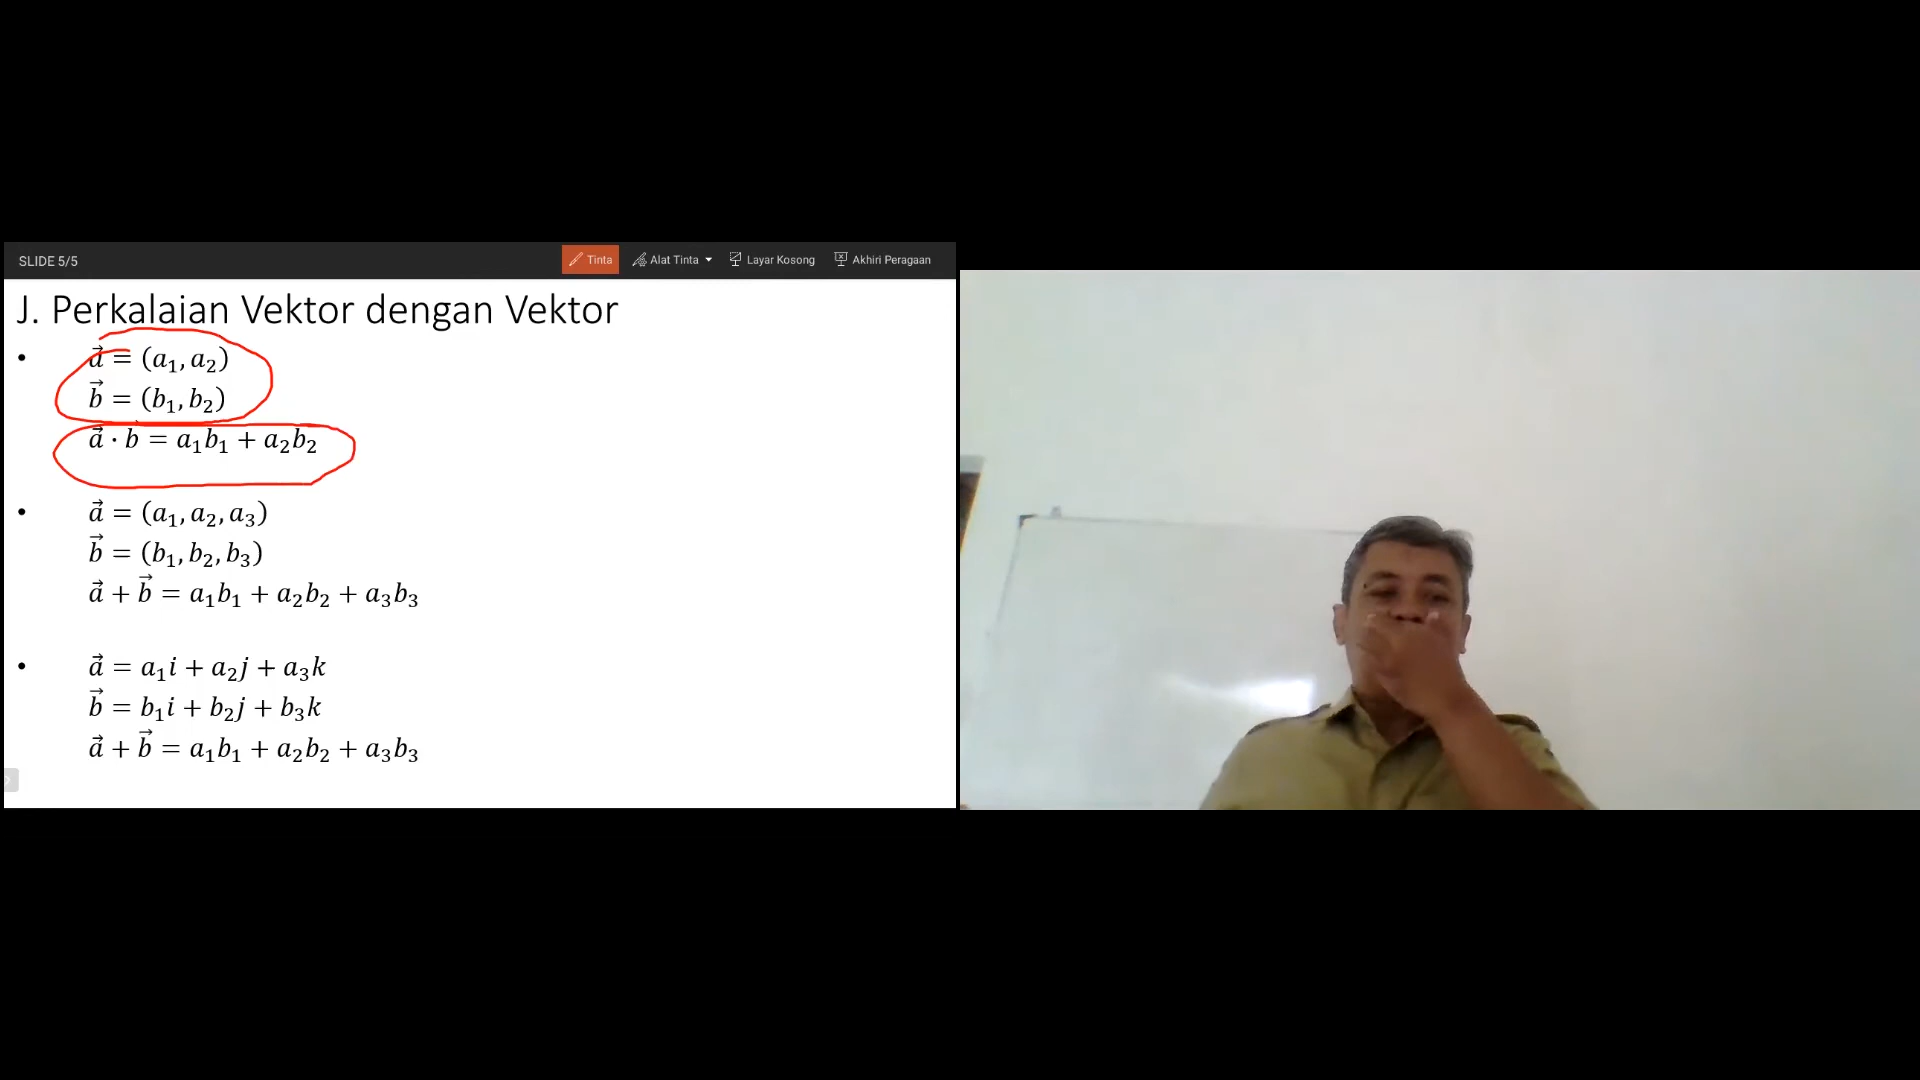 SLIDE 5/5
Tinta
Alat Tinta
Layar Kosong
Akhiri Peragaan
J. Perkalaian Vektor dengan Vektor
• a⃗ = (a₁, a₂)
b⃗ = (b₁, b₂)
a⃗ · b⃗ = a₁b₁ + a₂b₂
• a⃗ = (a₁, a₂, a₃)
b⃗ = (b₁, b₂, b₃)
a⃗ + b⃗ = a₁b₁ + a₂b₂ + a₃b₃
• a⃗ = a₁i + a₂j + a₃k
b⃗ = b₁i + b₂j + b₃k
a⃗ + b⃗ = a₁b₁ + a₂b₂ + a₃b₃